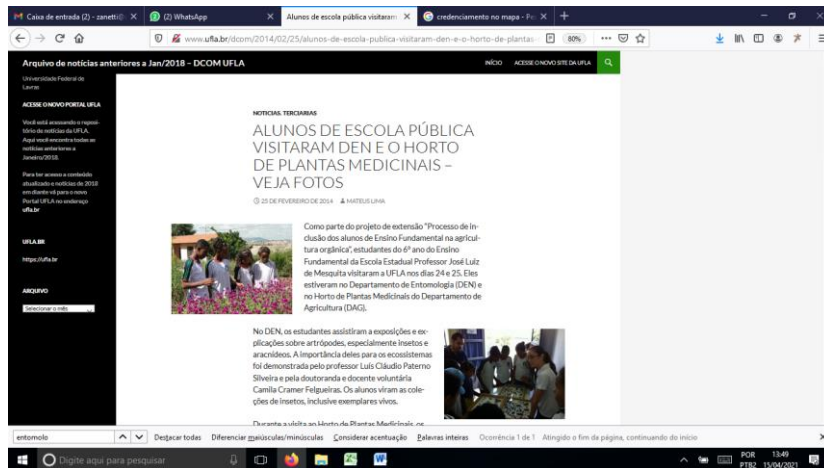 Caixa de entrada (2) - zanetti@
(2) WhatsApp
Alunos de escola pública visitaram
credenciamento no mapa - Pe
www.ufla.br/dcom/2014/02/25/alunos-de-escola-publica-visitaram-den-e-o-horto-de-plantas-
80%
Arquivo de notícias anteriores a Jan/2018 – DCOM UFLA
INÍCIO
ACESSE O NOVO SITE DA UFLA
Universidade Federal de
Lavras
ACESSE O NOVO PORTAL UFLA
Você está acessando o reposi-
tório de notícias da UFLA.
Aqui você encontra todas as
notícias anteriores a
Janeiro/2018.
Para ter acesso a conteúdo
atualizado e notícias de 2018
em diante vá para o novo
Portal UFLA no endereço
ufla.br
UFLA.BR
https://ufla.br
ARQUIVO
Selecionar o mês
NOTICIAS, TERCIARIAS
ALUNOS DE ESCOLA PÚBLICA
VISITARAM DEN E O HORTO
DE PLANTAS MEDICINAIS –
VEJA FOTOS
25 DE FEVEREIRO DE 2014
MATEUS LIMA
Como parte do projeto de extensão "Processo de in-
clusão dos alunos de Ensino Fundamental na agricul-
tura orgânica", estudantes do 6º ano do Ensino
Fundamental da Escola Estadual Professor José Luiz
de Mesquita visitaram a UFLA nos dias 24 e 25. Eles
estiveram no Departamento de Entomologia (DEN) e
no Horto de Plantas Medicinais do Departamento de
Agricultura (DAG).
No DEN, os estudantes assistiram a exposições e ex-
plicações sobre artrópodes, especialmente insetos e
aracnídeos. A importância deles para os ecossistemas
foi demonstrada pelo professor Luís Cláudio Paterno
Silveira e pela doutoranda e docente voluntária
Camila Cramer Felgueiras. Os alunos viram as cole-
ções de insetos, inclusive exemplares vivos.
Durante a visita ao Horto de Plantas Medicinais, os
entomolo
Destacar todas
Diferenciar maiúsculas/minúsculas
Considerar acentuação
Palavras inteiras
Ocorrência 1 de 1
Atingido o fim da página, continuando do início
Digite aqui para pesquisar
POR
PTB2
13:49
15/04/2021